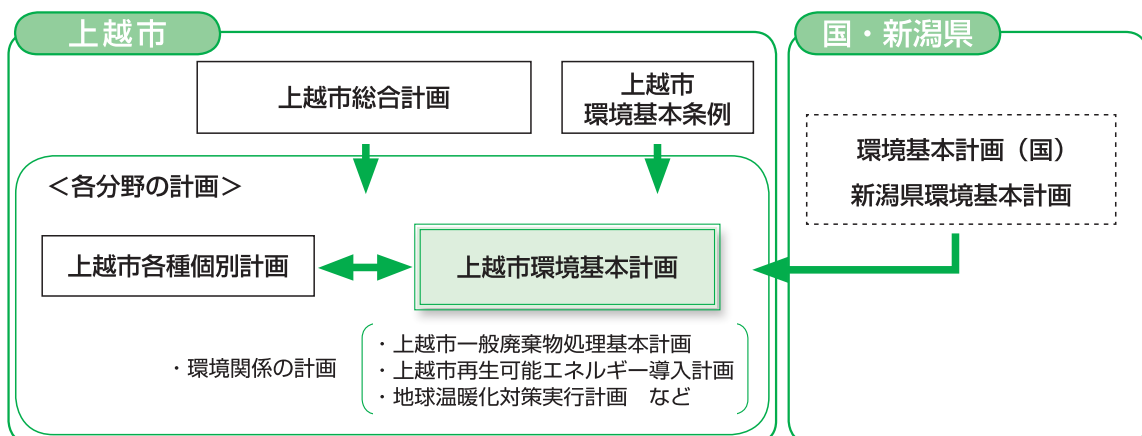 上越市
国・新潟県
上越市総合計画
上越市
環境基本条例
環境基本計画（国）
新潟県環境基本計画
＜各分野の計画＞
上越市各種個別計画
上越市環境基本計画
・環境関係の計画
・上越市一般廃棄物処理基本計画
・上越市再生可能エネルギー導入計画
・地球温暖化対策実行計画　など